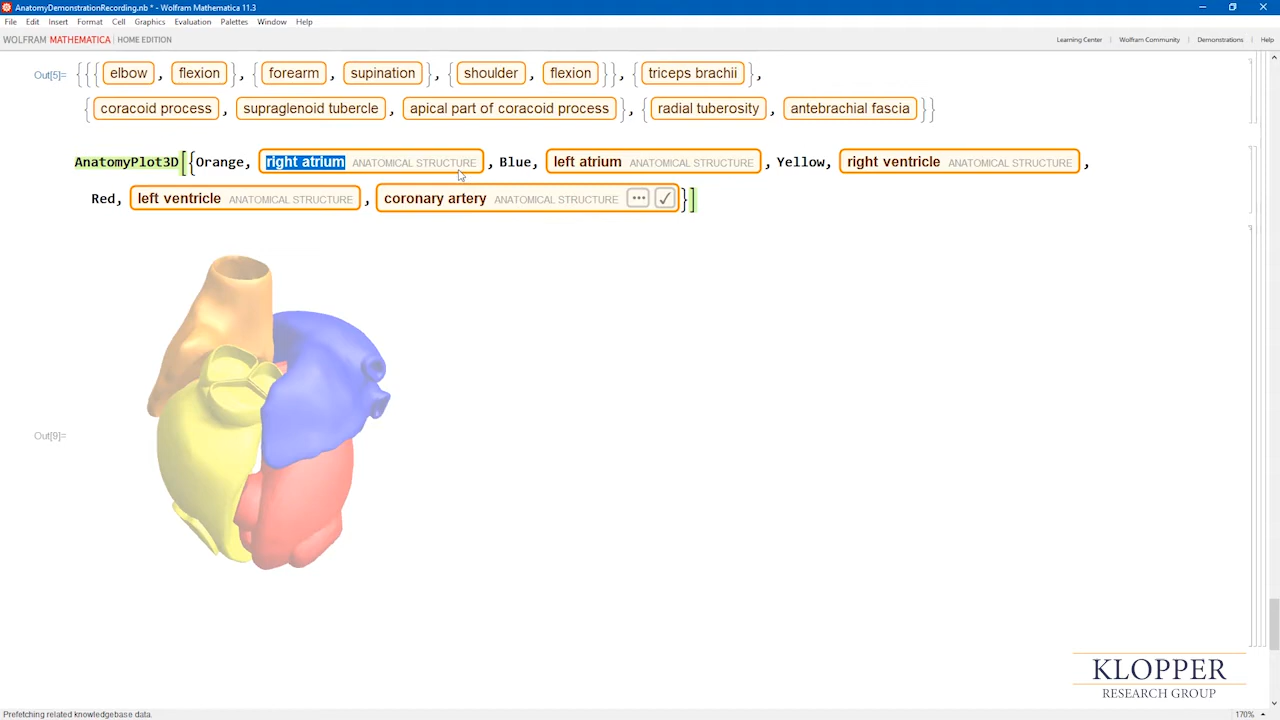 AnatomyDemonstrationRecording.nb * - Wolfram Mathematica 11.3
File Edit Insert Format Cell Graphics Evaluation Palettes Window Help
WOLFRAM MATHEMATICA | HOME EDITION Learning Center | Wolfram Community | Demonstrations | Help
Out[5]= {{{ elbow , flexion }, { forearm , supination }, { shoulder , flexion }}, { triceps brachii },
{ coracoid process , supraglenoid tubercle , apical part of coracoid process }, { radial tuberosity , antebrachial fascia }}
AnatomyPlot3D[{Orange, right atrium ANATOMICAL STRUCTURE , Blue, left atrium ANATOMICAL STRUCTURE , Yellow, right ventricle ANATOMICAL STRUCTURE ,
Red, left ventricle ANATOMICAL STRUCTURE , coronary artery ANATOMICAL STRUCTURE ··· ✓ }]
Out[9]=
KLOPPER
RESEARCH GROUP
Prefetching related knowledgebase data. 170%